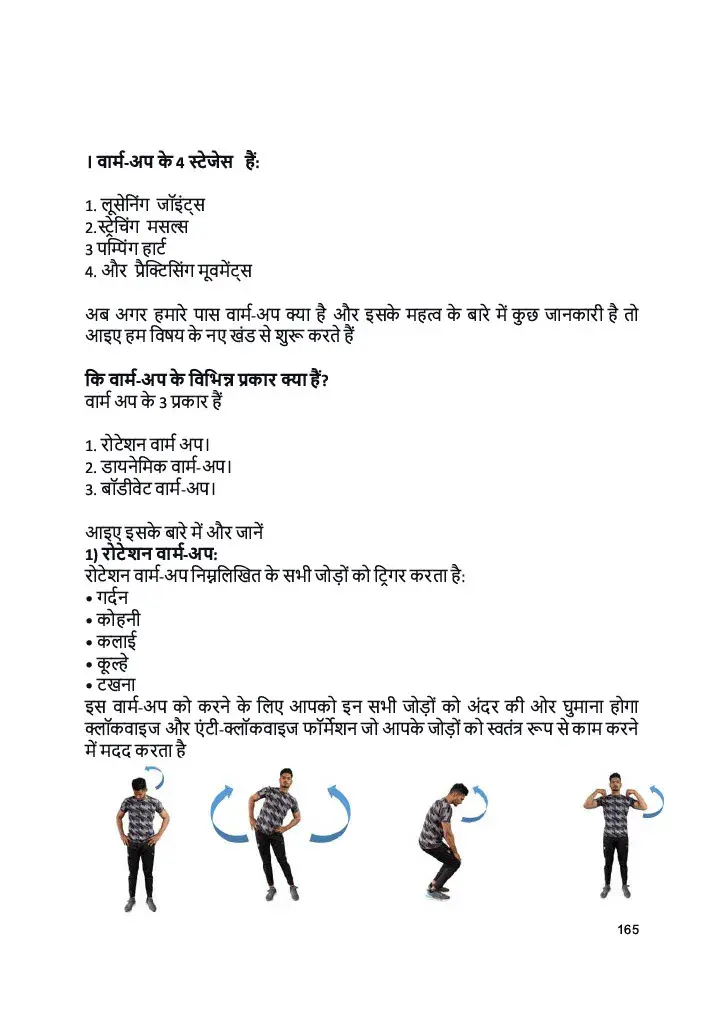 । वार्म-अप के 4 स्टेजेस हैं:
1. लूसेनिंग जॉइंट्स
2.स्ट्रेचिंग मसल्स
3 पम्पिंग हार्ट
4. और प्रैक्टिसिंग मूवमेंट्स
अब अगर हमारे पास वार्म-अप क्या है और इसके महत्व के बारे में कुछ जानकारी है तो
आइए हम विषय के नए खंड से शुरू करते हैं
कि वार्म-अप के विभिन्न प्रकार क्या हैं?
वार्म अप के 3 प्रकार हैं
1. रोटेशन वार्म अप।
2. डायनेमिक वार्म-अप।
3. बॉडीवेट वार्म-अप।
आइए इसके बारे में और जानें
1) रोटेशन वार्म-अप:
रोटेशन वार्म-अप निम्नलिखित के सभी जोड़ों को ट्रिगर करता है:
• गर्दन
• कोहनी
• कलाई
• कूल्हे
• टखना
इस वार्म-अप को करने के लिए आपको इन सभी जोड़ों को अंदर की ओर घुमाना होगा
क्लॉकवाइज और एंटी-क्लॉकवाइज फॉर्मेशन जो आपके जोड़ों को स्वतंत्र रूप से काम करने
में मदद करता है
165